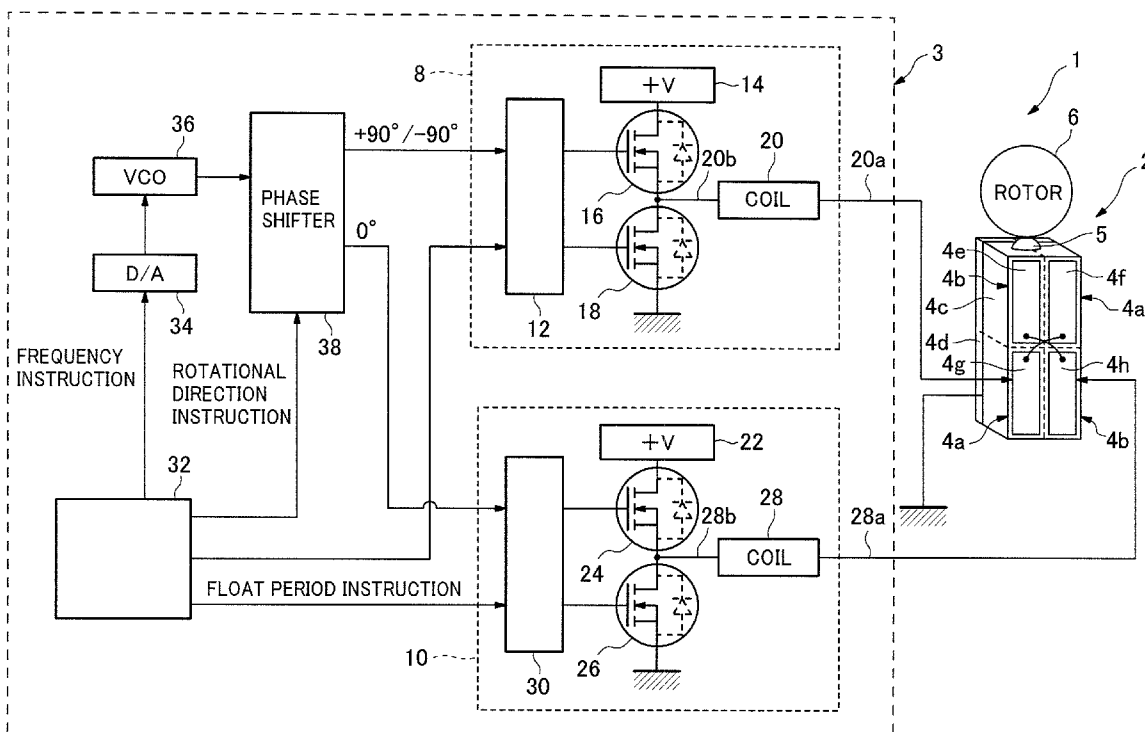 8
+V
14
3
1
36
+90°/-90°
6
VCO
PHASE
SHIFTER
20b
20
20a
2
16
COIL
ROTOR
0°
5
D/A
4e
4f
4b
4a
18
4c
34
12
38
4d
FREQUENCY
INSTRUCTION
ROTATIONAL
DIRECTION
INSTRUCTION
4g
4h
4a
4b
+V
22
32
28b
28
28a
24
COIL
FLOAT PERIOD INSTRUCTION
10
30
26